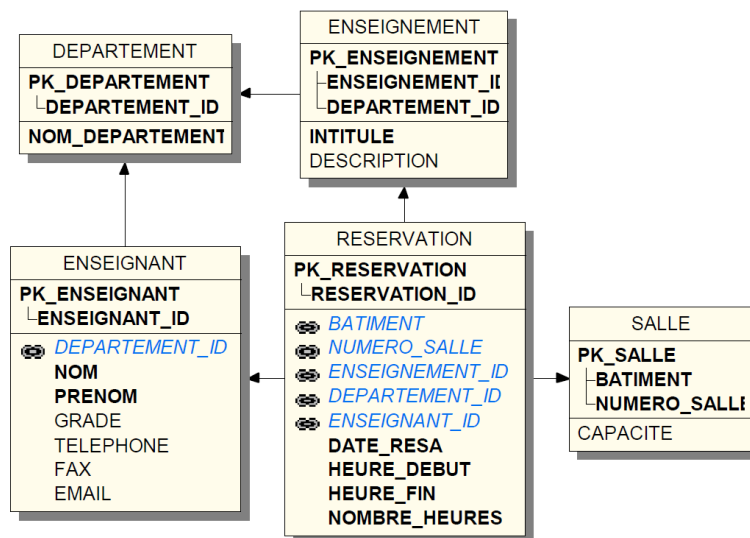 DEPARTEMENT
PK_DEPARTEMENT
DEPARTEMENT_ID
NOM_DEPARTEMENT
ENSEIGNEMENT
PK_ENSEIGNEMENT
ENSEIGNEMENT_ID
DEPARTEMENT_ID
INTITULE
DESCRIPTION
ENSEIGNANT
PK_ENSEIGNANT
ENSEIGNANT_ID
DEPARTEMENT_ID
NOM
PRENOM
GRADE
TELEPHONE
FAX
EMAIL
RESERVATION
PK_RESERVATION
RESERVATION_ID
BATIMENT
NUMERO_SALLE
ENSEIGNEMENT_ID
DEPARTEMENT_ID
ENSEIGNANT_ID
DATE_RESA
HEURE_DEBUT
HEURE_FIN
NOMBRE_HEURES
SALLE
PK_SALLE
BATIMENT
NUMERO_SALLE
CAPACITE